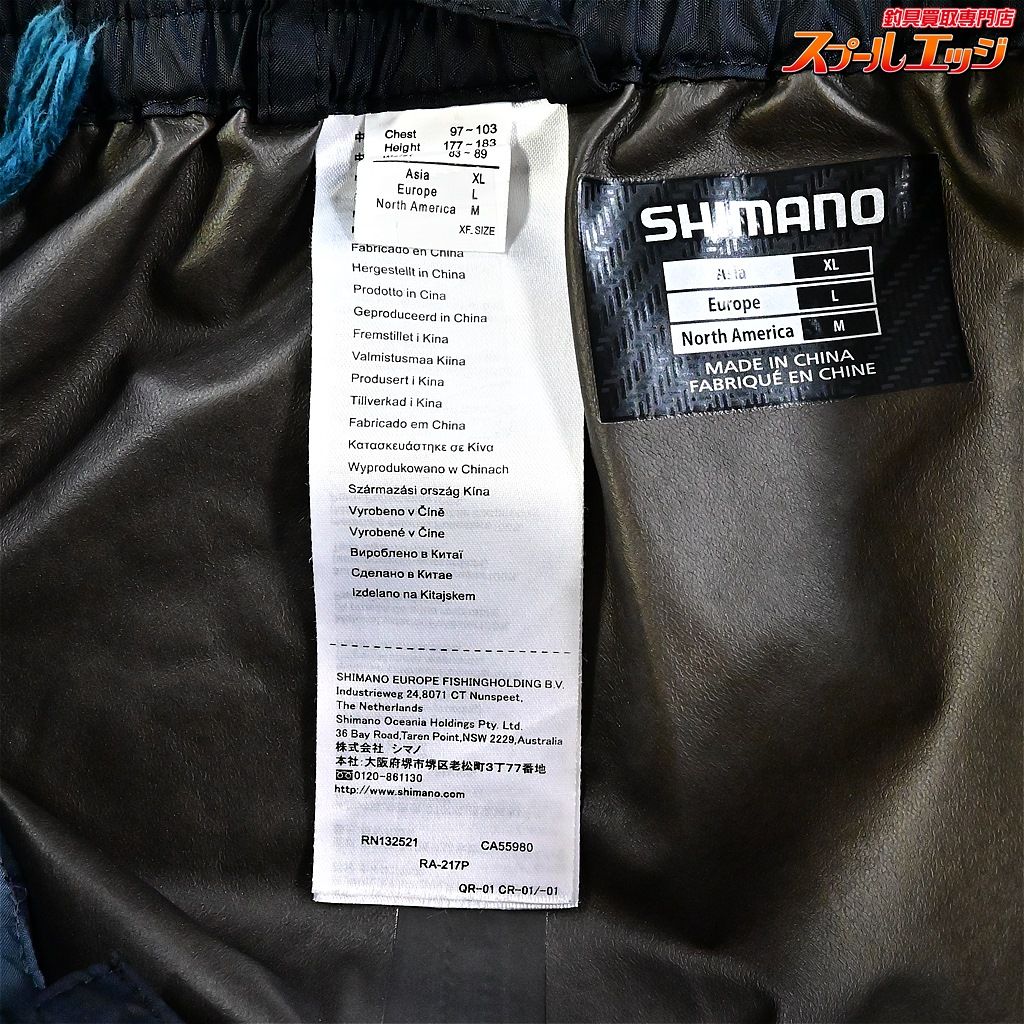 釣具買取専門店
スプールエッジ
Chest 97~103
Height 177~183
83~89
Asia XL
Europe L
North America M
XF. SIZE
Fabricado en China
Hergestellt in China
Prodotto in Cina
Geproduceerd in China
Fremstillet i Kina
Valmistusmaa Kiina
Produsert i Kina
Tillverkad i Kina
Fabricado em China
Κατασκευάστηκε σε Κίνα
Wyprodukowano w Chinach
Származási ország Kína
Vyrobeno v Číně
Vyrobené v Číne
Вироблено в Китаї
Сделано в Китае
Izdelano na Kitajskem
SHIMANO EUROPE FISHINGHOLDING B.V.
Industrieweg 24,8071 CT Nunspeet,
The Netherlands
Shimano Oceania Holdings Pty. Ltd.
36 Bay Road,Taren Point,NSW 2229,Australia
株式会社 シマノ
本社:大阪府堺市堺区老松町3丁77番地
0120-861130
http://www.shimano.com
RN132521 CA55980
RA-217P
QR-01 CR-01/-01
SHIMANO
Asia XL
Europe L
North America M
MADE IN CHINA
FABRIQUÉ EN CHINE